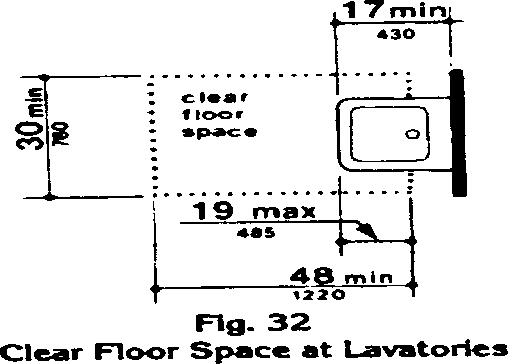 17 min
430
clear
floor
space
30 min
760
19 max
485
48 min
1220
Fig. 32
Clear Floor Space at Lavatories